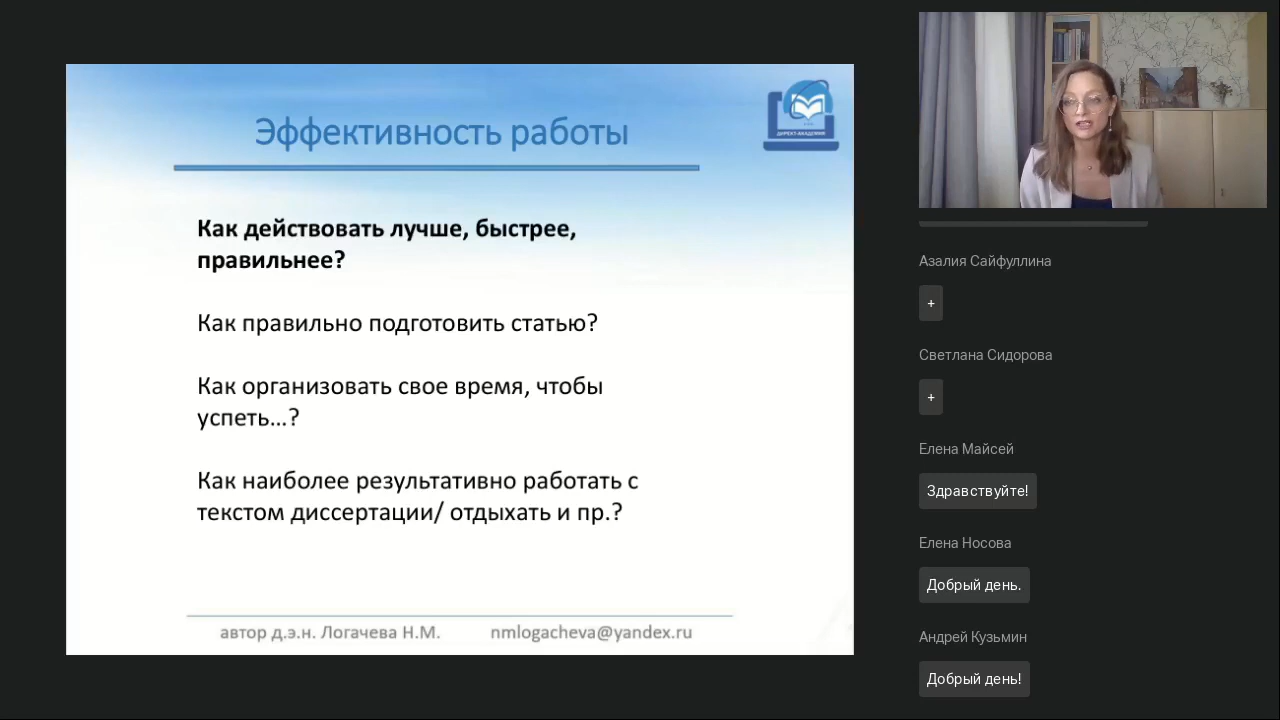 Эффективность работы
ДИРЕКТ-АКАДЕМИЯ
Как действовать лучше, быстрее,
правильнее?
Как правильно подготовить статью?
Как организовать свое время, чтобы
успеть...?
Как наиболее результативно работать с
текстом диссертации/ отдыхать и пр.?
автор д.э.н. Логачева Н.М. nmlogacheva@yandex.ru
Азалия Сайфуллина
+
Светлана Сидорова
+
Елена Майсей
Здравствуйте!
Елена Носова
Добрый день.
Андрей Кузьмин
Добрый день!